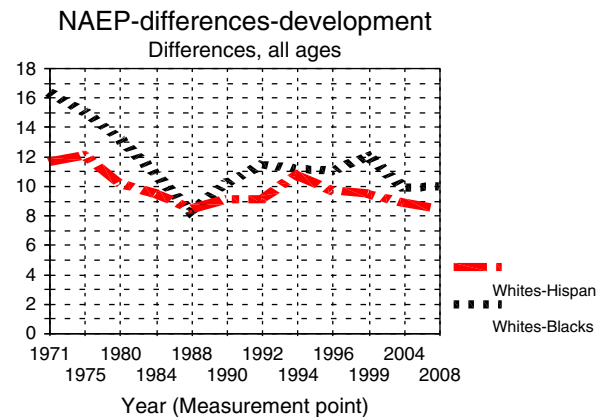 NAEP-differences-development
Differences, all ages
18
16
14
12
10
8
6
4
2
0
1971 1980 1988 1992 1996 2004
1975 1984 1990 1994 1999 2008
Year (Measurement point)
Whites-Hispan
Whites-Blacks